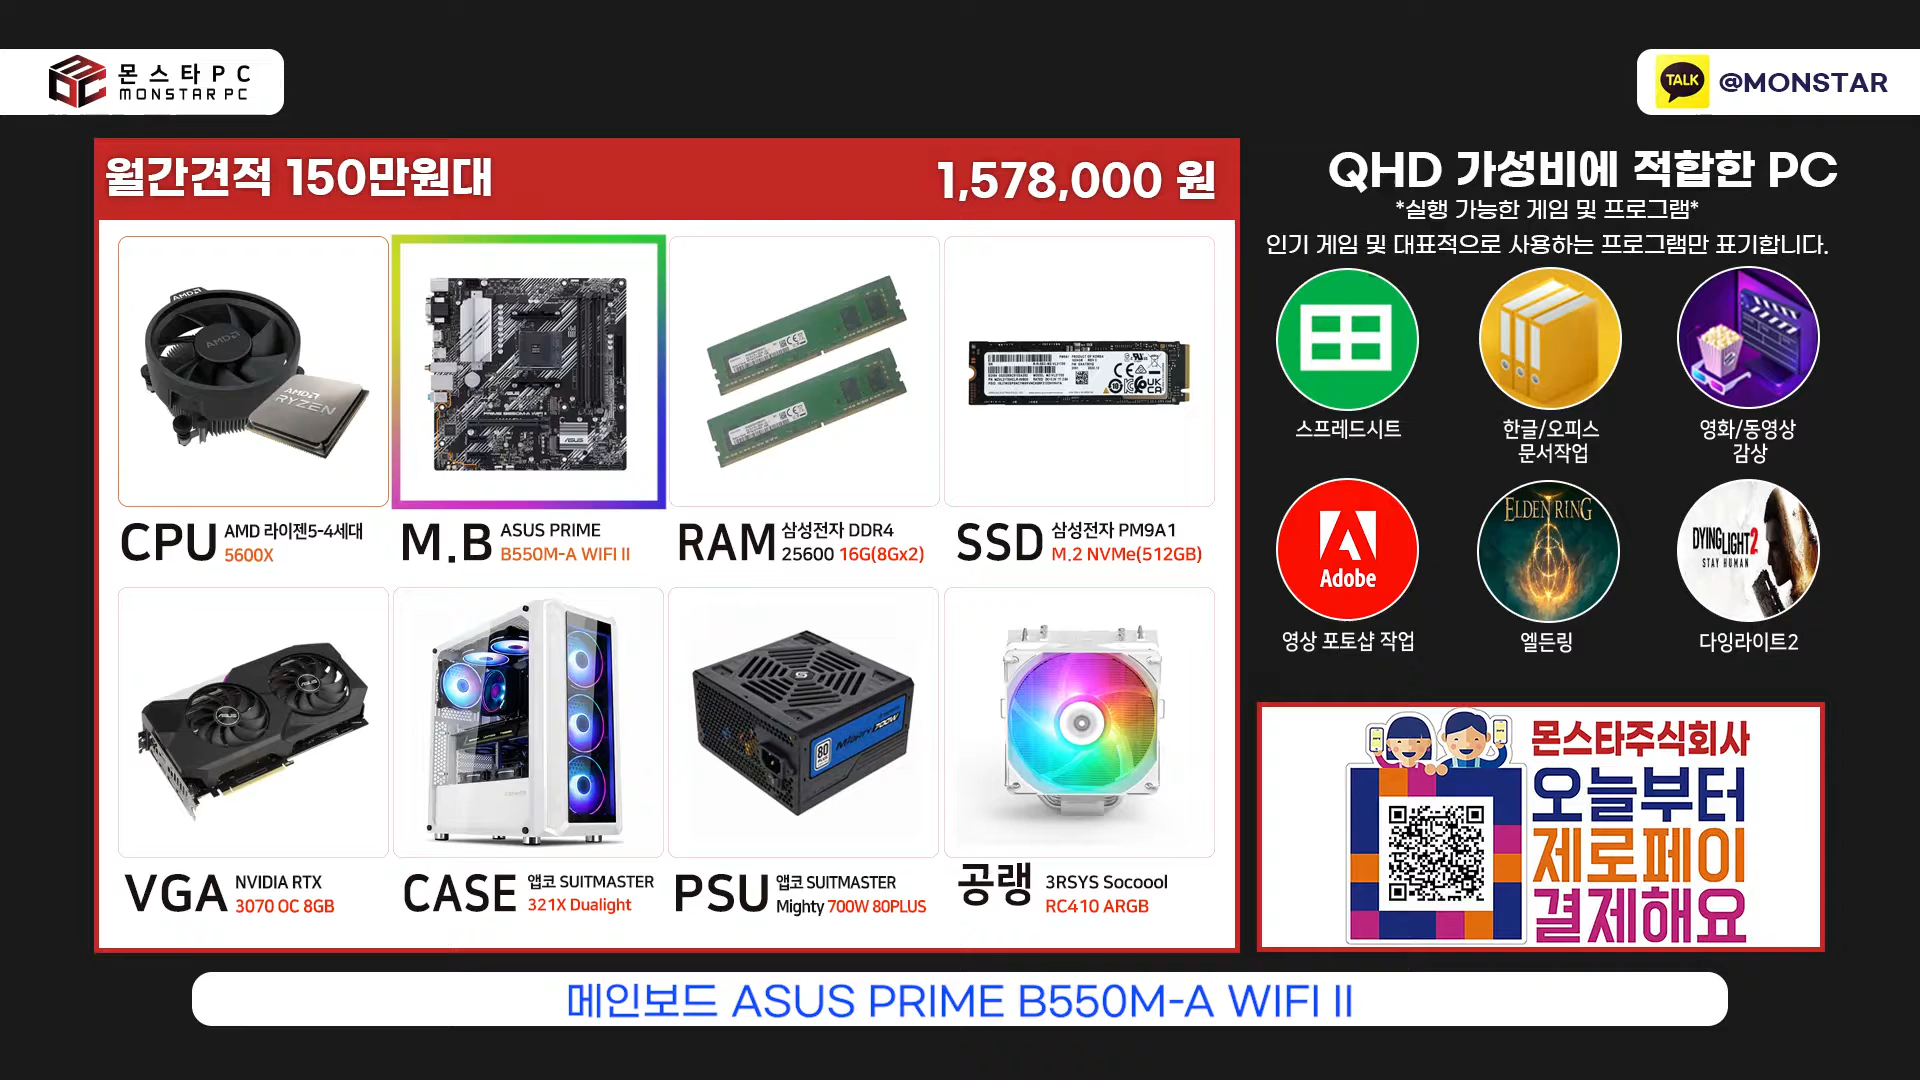 몬스타PC
MONSTAR PC
TALK
@MONSTAR
월간견적 150만원대
1,578,000 원
AMD
AMD
AMD
RYZEN
CPU AMD 라이젠5-4세대
5600X
M.B ASUS PRIME
B550M-A WIFI II
RAM 삼성전자 DDR4
25600 16G(8Gx2)
SSD 삼성전자 PM9A1
M.2 NVMe(512GB)
80
Mighty 700W
VGA NVIDIA RTX
3070 OC 8GB
CASE 앱코 SUITMASTER
321X Dualight
PSU 앱코 SUITMASTER
Mighty 700W 80PLUS
공랭 3RSYS Socoool
RC410 ARGB
QHD 가성비에 적합한 PC
*실행 가능한 게임 및 프로그램*
인기 게임 및 대표적으로 사용하는 프로그램만 표기합니다.
스프레드시트
한글/오피스
문서작업
영화/동영상
감상
Adobe
영상 포토샵 작업
ELDEN RING
엘든링
DYING LIGHT 2
STAY HUMAN
다잉라이트2
몬스타주식회사
오늘부터
제로페이
결제해요
메인보드 ASUS PRIME B550M-A WIFI II